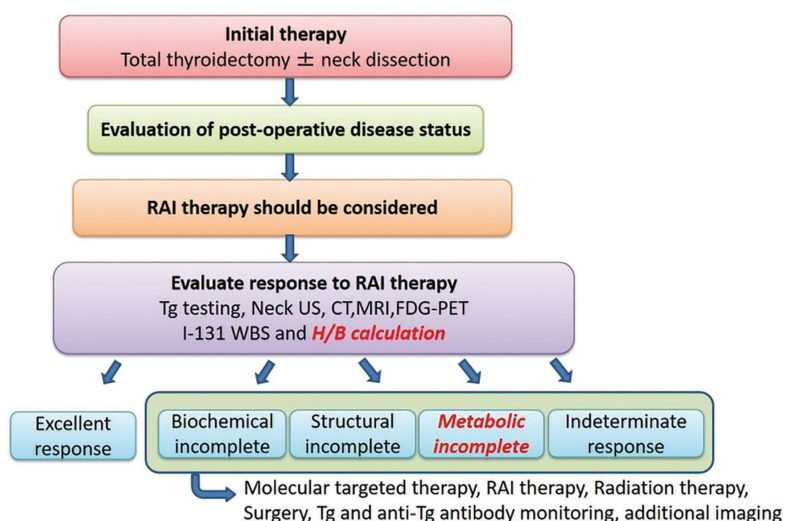 Initial therapy
Total thyroidectomy ± neck dissection
Evaluation of post-operative disease status
RAI therapy should be considered
Evaluate response to RAI therapy
Tg testing, Neck US, CT,MRI,FDG-PET
I-131 WBS and H/B calculation
Excellent
response
Biochemical
incomplete
Structural
incomplete
Metabolic
incomplete
Indeterminate
response
Molecular targeted therapy, RAI therapy, Radiation therapy,
Surgery, Tg and anti-Tg antibody monitoring, additional imaging